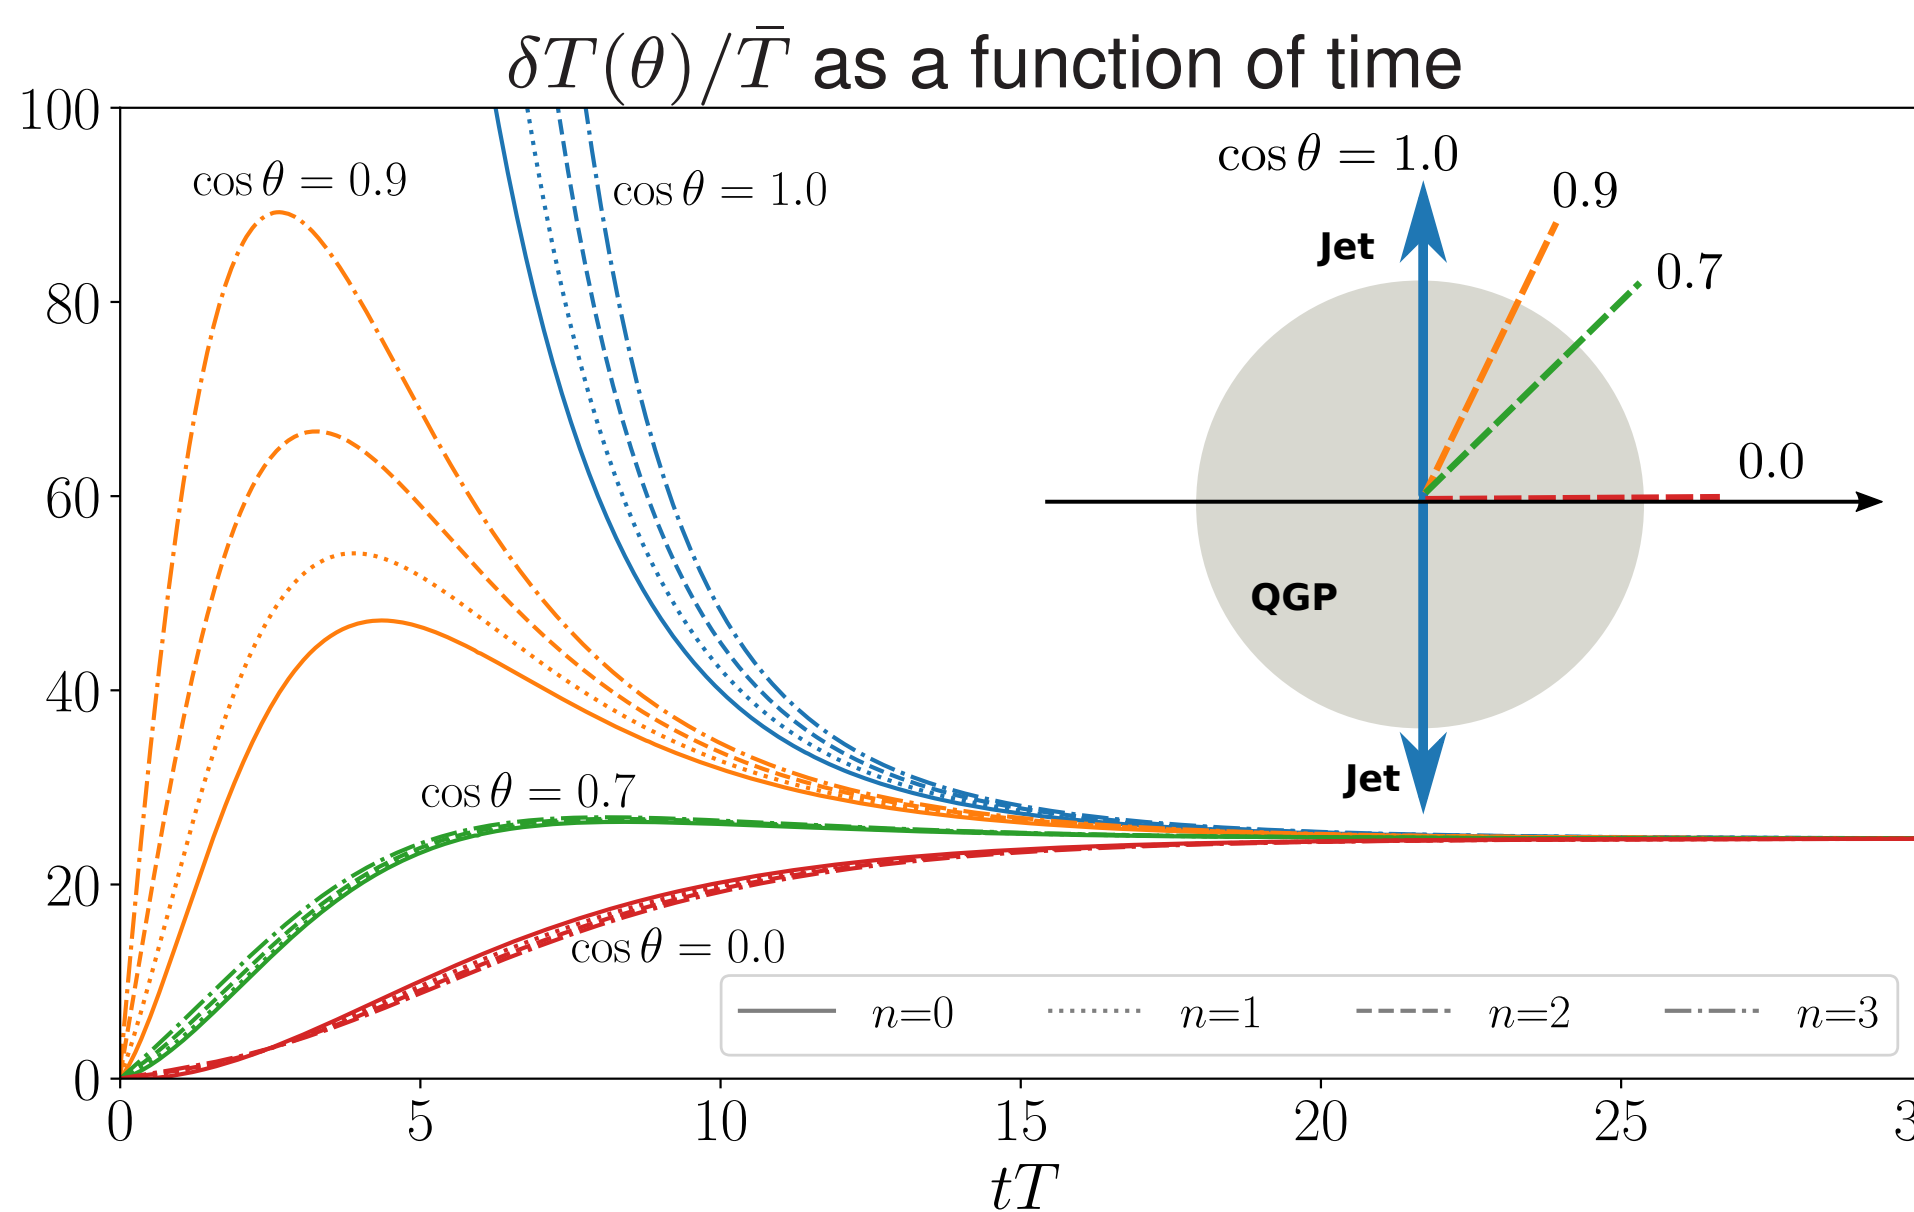 δT(θ)/T̄ as a function of time
100
80
60
40
20
0
cos θ = 0.9
cos θ = 1.0
cos θ = 0.7
cos θ = 0.0
cos θ = 1.0
0.9
0.7
0.0
Jet
QGP
Jet
n=0 n=1 n=2 n=3
0 5 10 15 20 25 3
tT